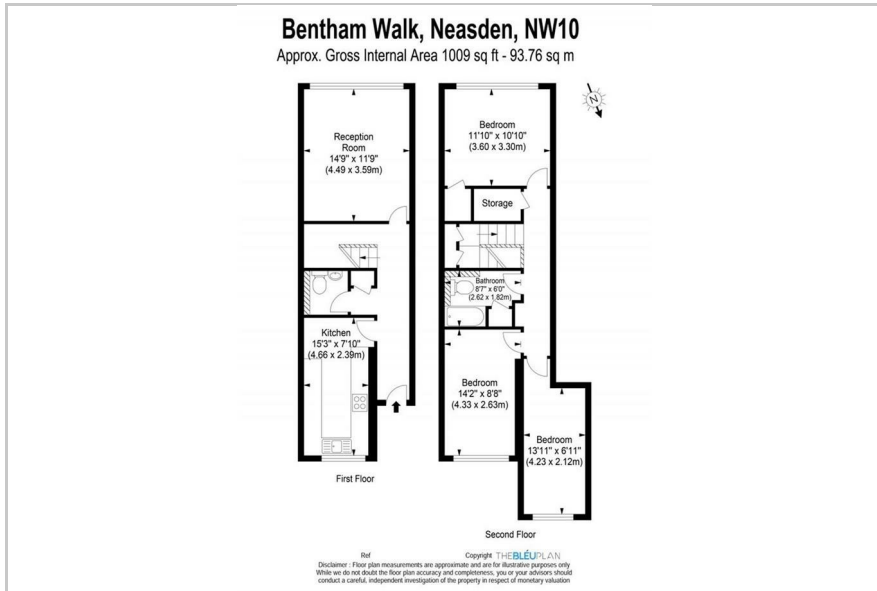 Bentham Walk, Neasden, NW10
Approx. Gross Internal Area 1009 sq ft - 93.76 sq m
Reception
Room
14'9" x 11'9"
(4.49 x 3.59m)
Kitchen
15'3" x 7'10"
(4.66 x 2.39m)
First Floor
N
Bedroom
11'10" x 10'10"
(3.60 x 3.30m)
Storage
Bathroom
8'7" x 6'0"
(2.62 x 1.82m)
Bedroom
14'2" x 8'8"
(4.33 x 2.63m)
Bedroom
13'11" x 6'11"
(4.23 x 2.12m)
Second Floor
Ref
Copyright THEBLÉUPLAN
Disclaimer : Floor plan measurements are approximate and are for illustrative purposes only
While we do not doubt the floor plan accuracy and completeness, you or your advisors should
conduct a careful, independent investigation of the property in respect of monetary valuation